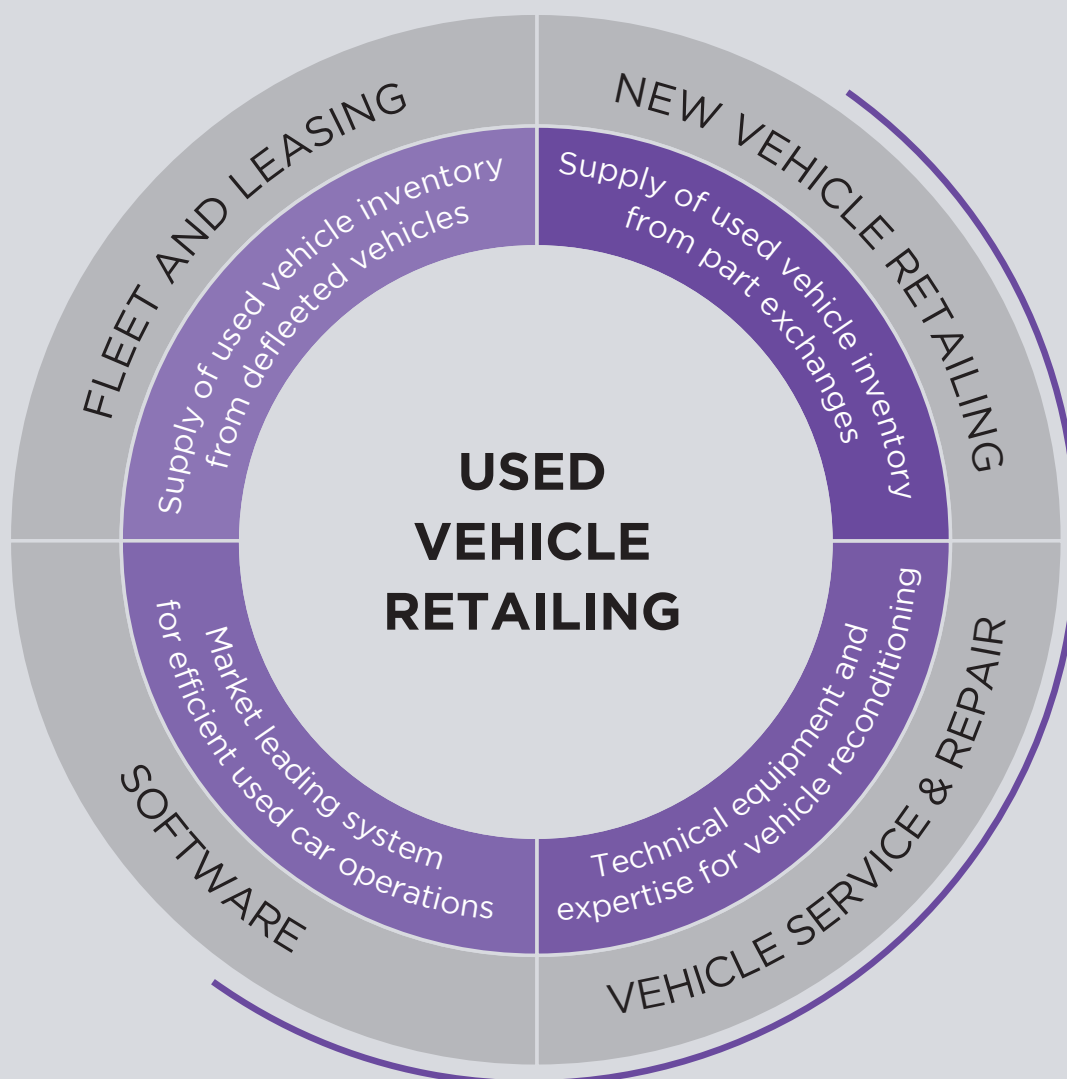 FLEET AND LEASING
Supply of used vehicle inventory
from defleeted vehicles
NEW VEHICLE RETAILING
Supply of used vehicle inventory
from part exchanges
USED
VEHICLE
RETAILING
SOFTWARE
Market leading system
for efficient used car operations
VEHICLE SERVICE & REPAIR
Technical equipment and
expertise for vehicle reconditioning